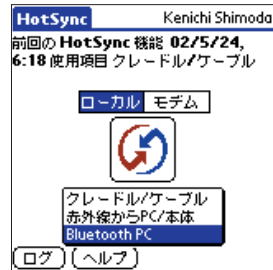 HotSync Kenichi Shimoda
前回の HotSync 機能 02/5/24,
6:18 使用項目 クレードル/ケーブル
ローカル モデム
クレードル/ケーブル
赤外線からPC/本体
Bluetooth PC
ログ ヘルプ